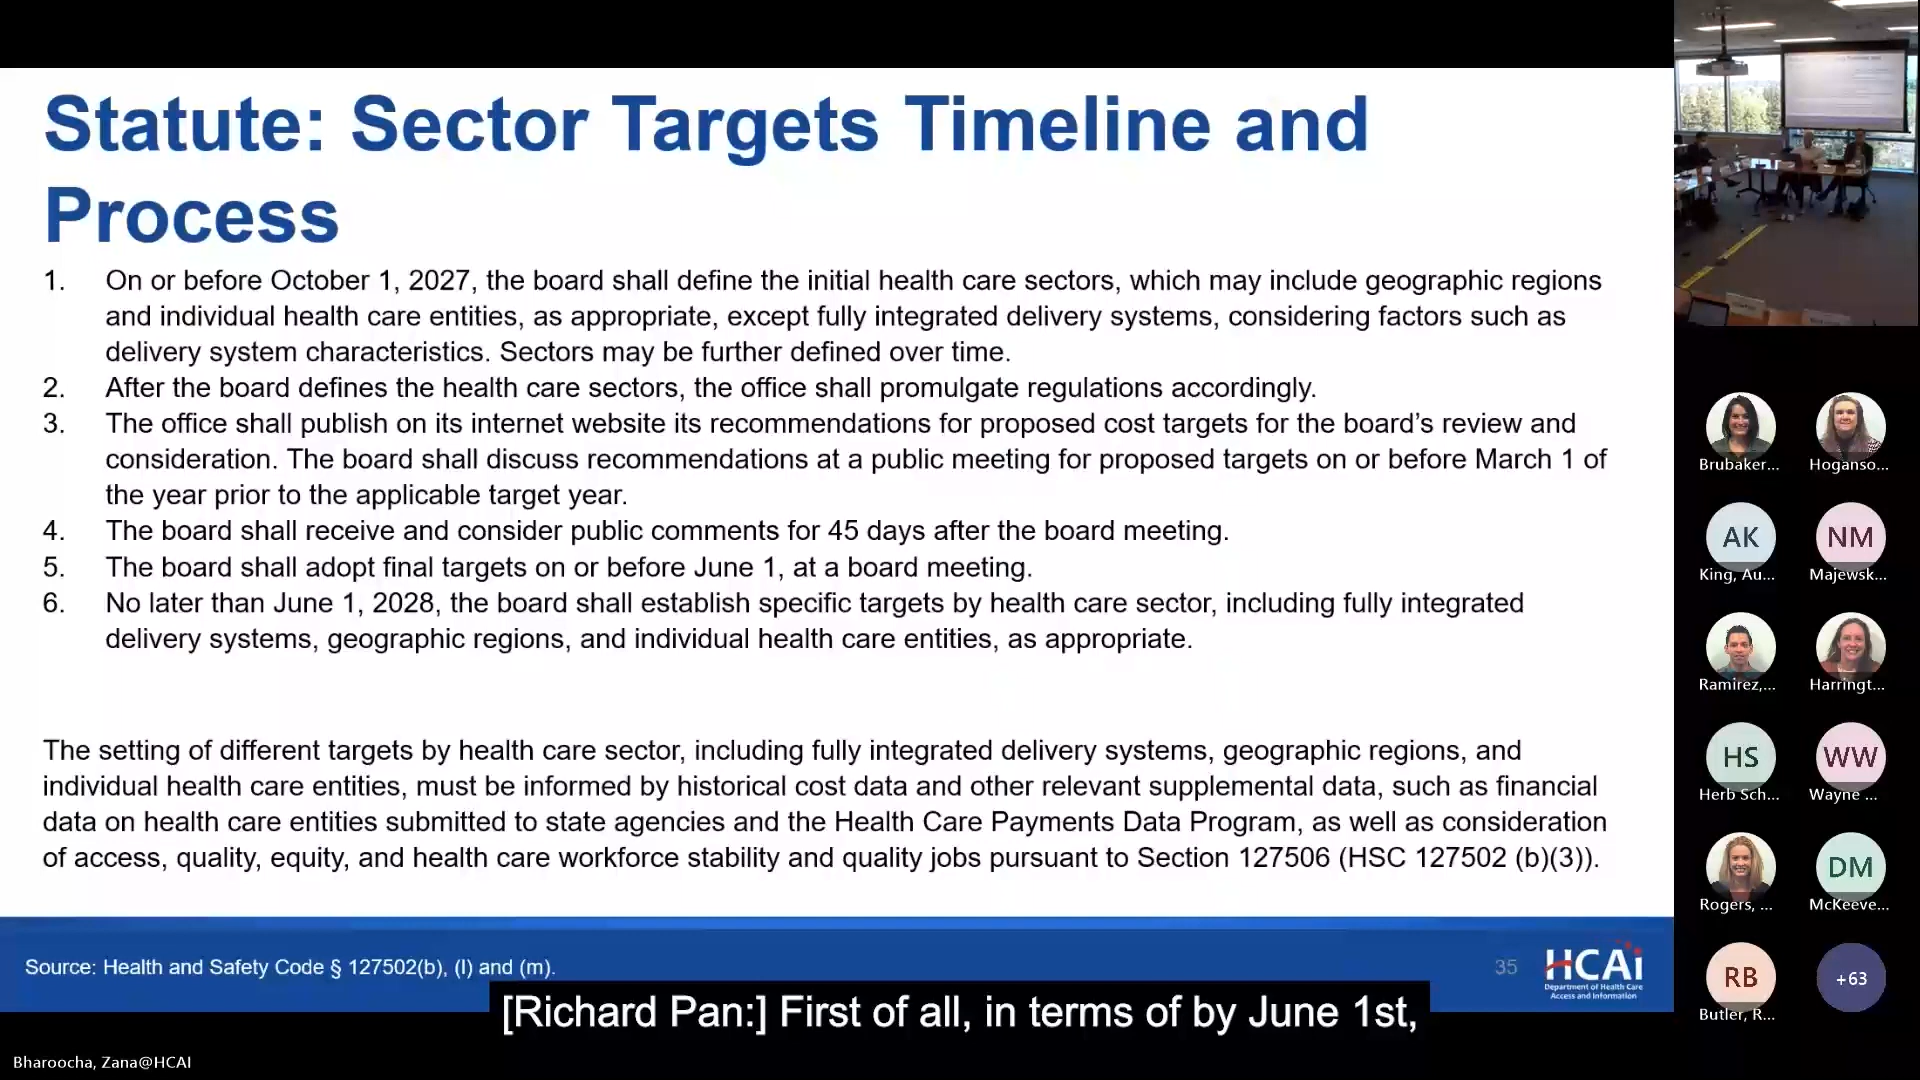 Statute: Sector Targets Timeline and
Process
1. On or before October 1, 2027, the board shall define the initial health care sectors, which may include geographic regions
and individual health care entities, as appropriate, except fully integrated delivery systems, considering factors such as
delivery system characteristics. Sectors may be further defined over time.
2. After the board defines the health care sectors, the office shall promulgate regulations accordingly.
3. The office shall publish on its internet website its recommendations for proposed cost targets for the board’s review and
consideration. The board shall discuss recommendations at a public meeting for proposed targets on or before March 1 of
the year prior to the applicable target year.
4. The board shall receive and consider public comments for 45 days after the board meeting.
5. The board shall adopt final targets on or before June 1, at a board meeting.
6. No later than June 1, 2028, the board shall establish specific targets by health care sector, including fully integrated
delivery systems, geographic regions, and individual health care entities, as appropriate.
The setting of different targets by health care sector, including fully integrated delivery systems, geographic regions, and
individual health care entities, must be informed by historical cost data and other relevant supplemental data, such as financial
data on health care entities submitted to state agencies and the Health Care Payments Data Program, as well as consideration
of access, quality, equity, and health care workforce stability and quality jobs pursuant to Section 127506 (HSC 127502 (b)(3)).
Source: Health and Safety Code § 127502(b), (l) and (m).
35
HCAi
Department of Health Care
Access and Information
[Richard Pan:] First of all, in terms of by June 1st,
Bharoocha, Zana@HCAI
Brubaker...
Hoganso...
AK
NM
King, Au...
Majewsk...
Ramirez,...
Harringt...
HS
WW
Herb Sch...
Wayne ...
DM
Rogers, ...
McKeeve...
RB
+63
Butler, R...